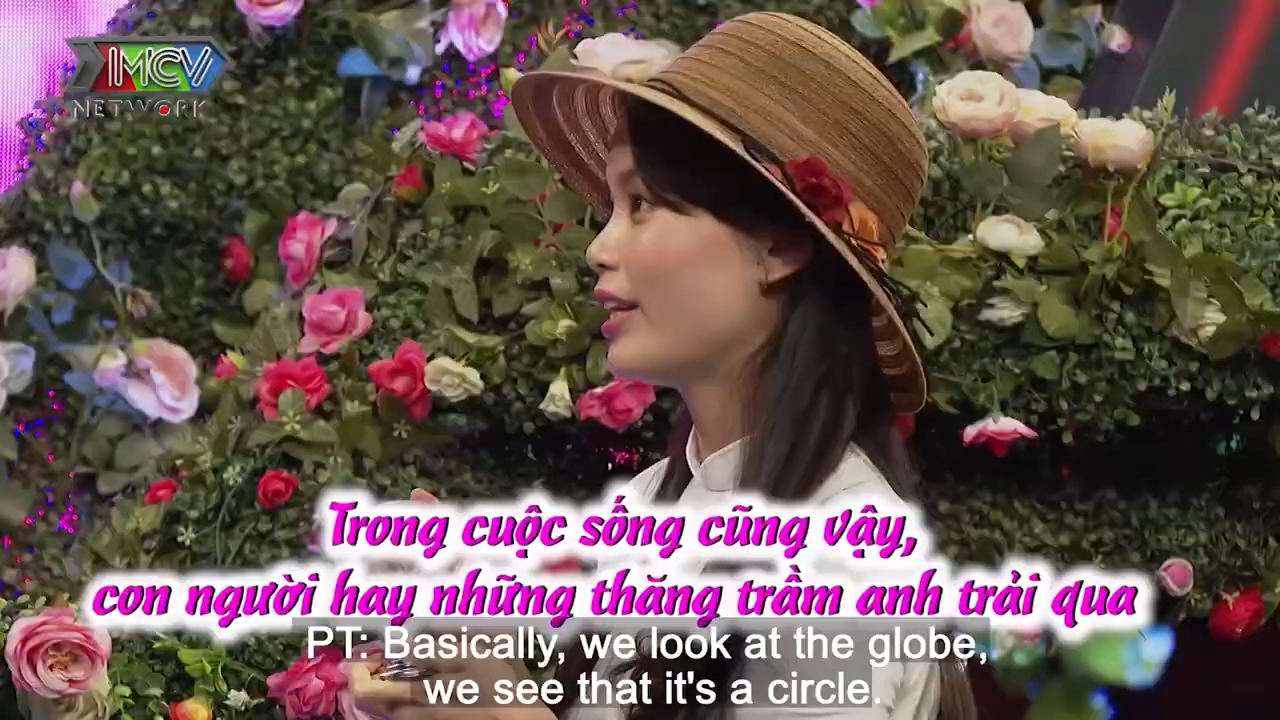 MCV
NETWORK
Trong cuộc sống cũng vậy,
con người hay những thăng trầm anh trải qua
PT: Basically, we look at the globe,
we see that it's a circle.